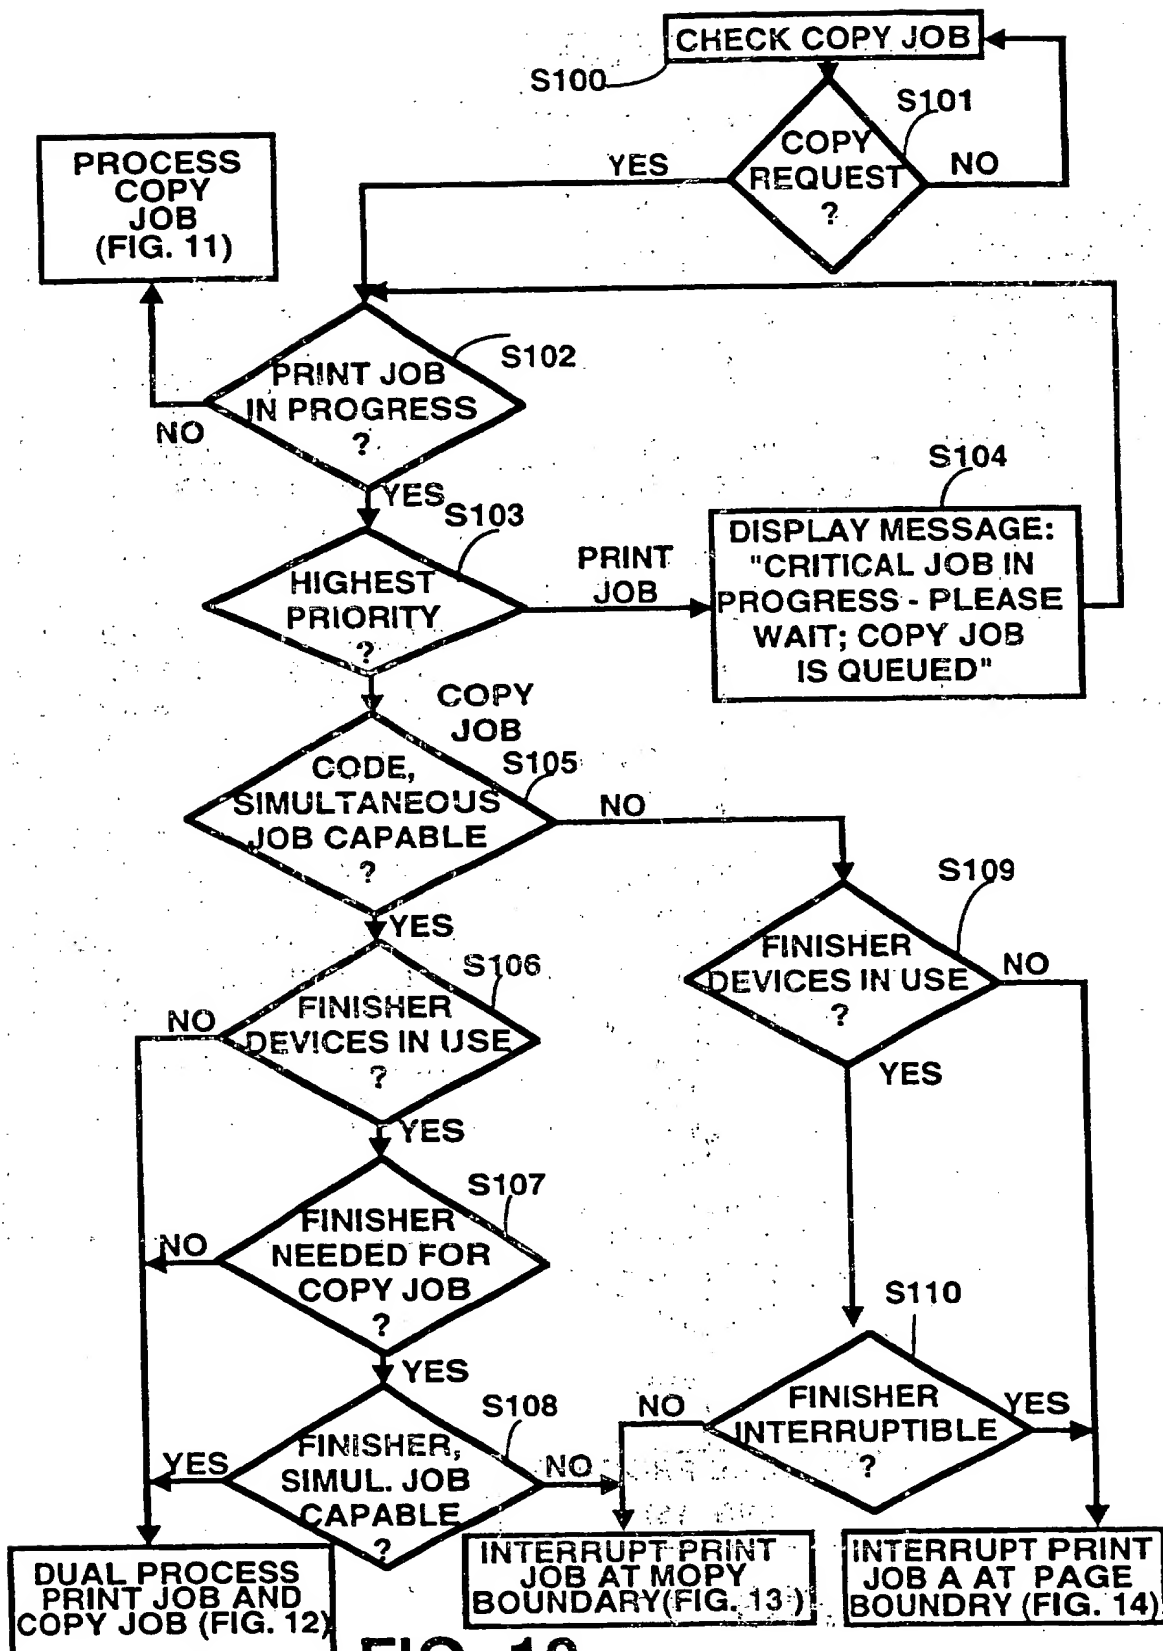 CHECK COPY JOB
S100
S101
COPY
REQUEST
?
YES
NO
PROCESS
COPY
JOB
(FIG. 11)
S102
PRINT JOB
IN PROGRESS
?
NO
YES
S103
HIGHEST
PRIORITY
?
PRINT
JOB
S104
DISPLAY MESSAGE:
"CRITICAL JOB IN
PROGRESS - PLEASE
WAIT; COPY JOB
IS QUEUED"
COPY
JOB
S105
CODE,
SIMULTANEOUS
JOB CAPABLE
?
NO
YES
S109
FINISHER
DEVICES IN USE
?
NO
YES
S106
FINISHER
DEVICES IN USE
?
NO
YES
S107
FINISHER
NEEDED FOR
COPY JOB
?
NO
YES
S110
FINISHER
INTERRUPTIBLE
?
NO
YES
S108
FINISHER,
SIMUL. JOB
CAPABLE
?
YES
NO
DUAL PROCESS
PRINT JOB AND
COPY JOB (FIG. 12)
INTERRUPT PRINT
JOB AT MOPY
BOUNDARY(FIG. 13 )
INTERRUPT PRINT
JOB A AT PAGE
BOUNDRY (FIG. 14)